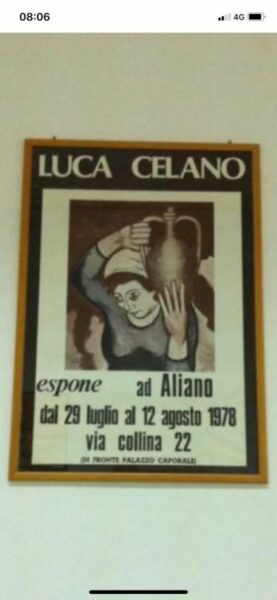 08:06
4G
LUCA CELANO
espone ad Aliano
dal 29 luglio al 12 agosto 1978
via collina 22
(DI FRONTE PALAZZO CAPORALE)